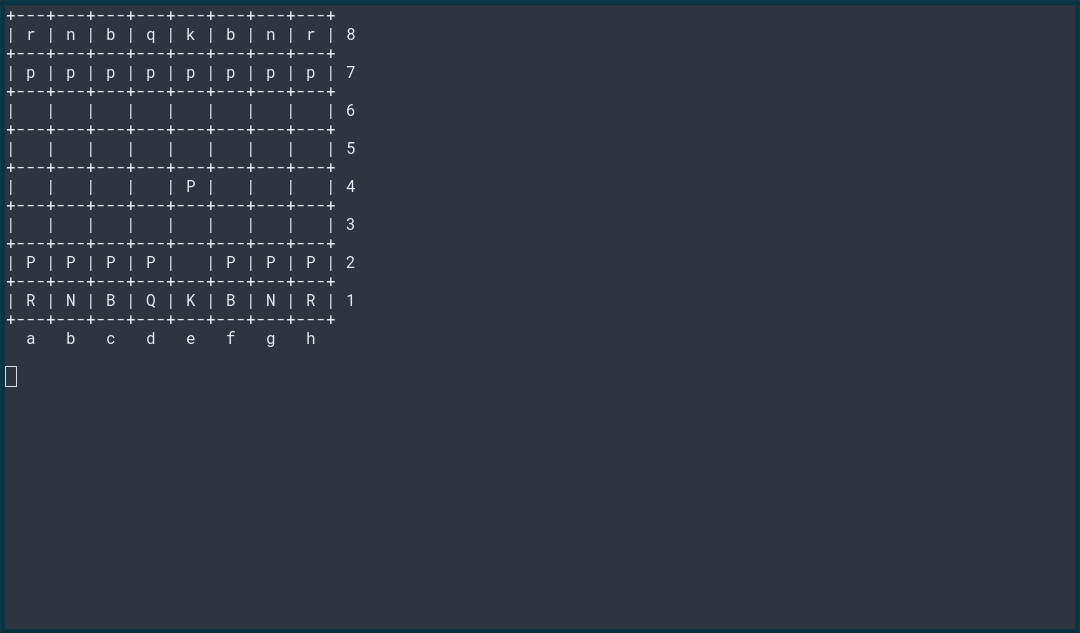 +---+---+---+---+---+---+---+---+
| r | n | b | q | k | b | n | r | 8
+---+---+---+---+---+---+---+---+
| p | p | p | p | p | p | p | p | 7
+---+---+---+---+---+---+---+---+
|   |   |   |   |   |   |   |   | 6
+---+---+---+---+---+---+---+---+
|   |   |   |   |   |   |   |   | 5
+---+---+---+---+---+---+---+---+
|   |   |   |   | P |   |   |   | 4
+---+---+---+---+---+---+---+---+
|   |   |   |   |   |   |   |   | 3
+---+---+---+---+---+---+---+---+
| P | P | P | P |   | P | P | P | 2
+---+---+---+---+---+---+---+---+
| R | N | B | Q | K | B | N | R | 1
+---+---+---+---+---+---+---+---+
  a   b   c   d   e   f   g   h